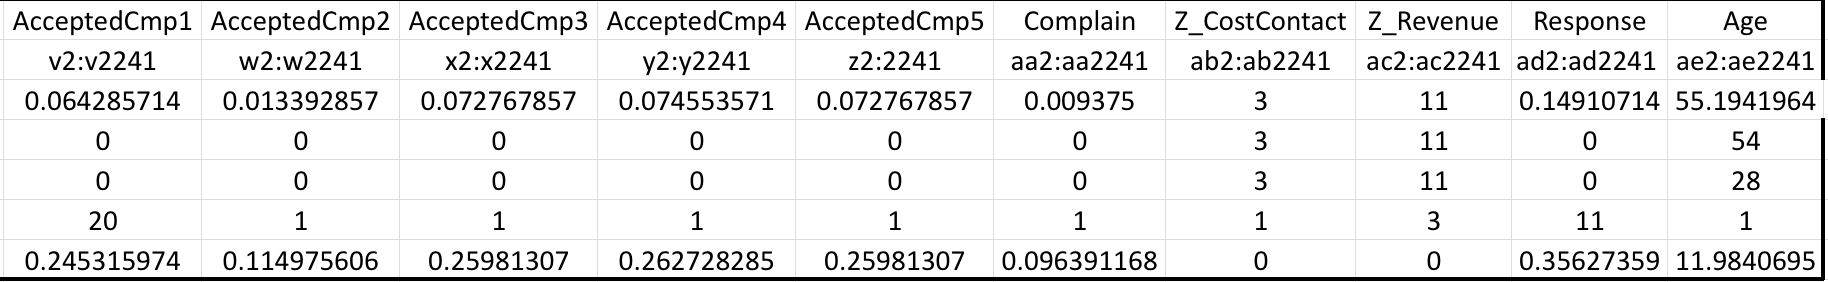 AcceptedCmp1 AcceptedCmp2 AcceptedCmp3 AcceptedCmp4 AcceptedCmp5 Complain Z_CostContact Z_Revenue Response Age
v2:v2241 w2:w2241 x2:x2241 y2:y2241 z2:2241 aa2:aa2241 ab2:ab2241 ac2:ac2241 ad2:ad2241 ae2:ae2241
0.064285714 0.013392857 0.072767857 0.074553571 0.072767857 0.009375 3 11 0.14910714 55.1941964
0 0 0 0 0 0 3 11 0 54
0 0 0 0 0 0 3 11 0 28
20 1 1 1 1 1 1 3 11 1
0.245315974 0.114975606 0.25981307 0.262728285 0.25981307 0.096391168 0 0 0.35627359 11.9840695